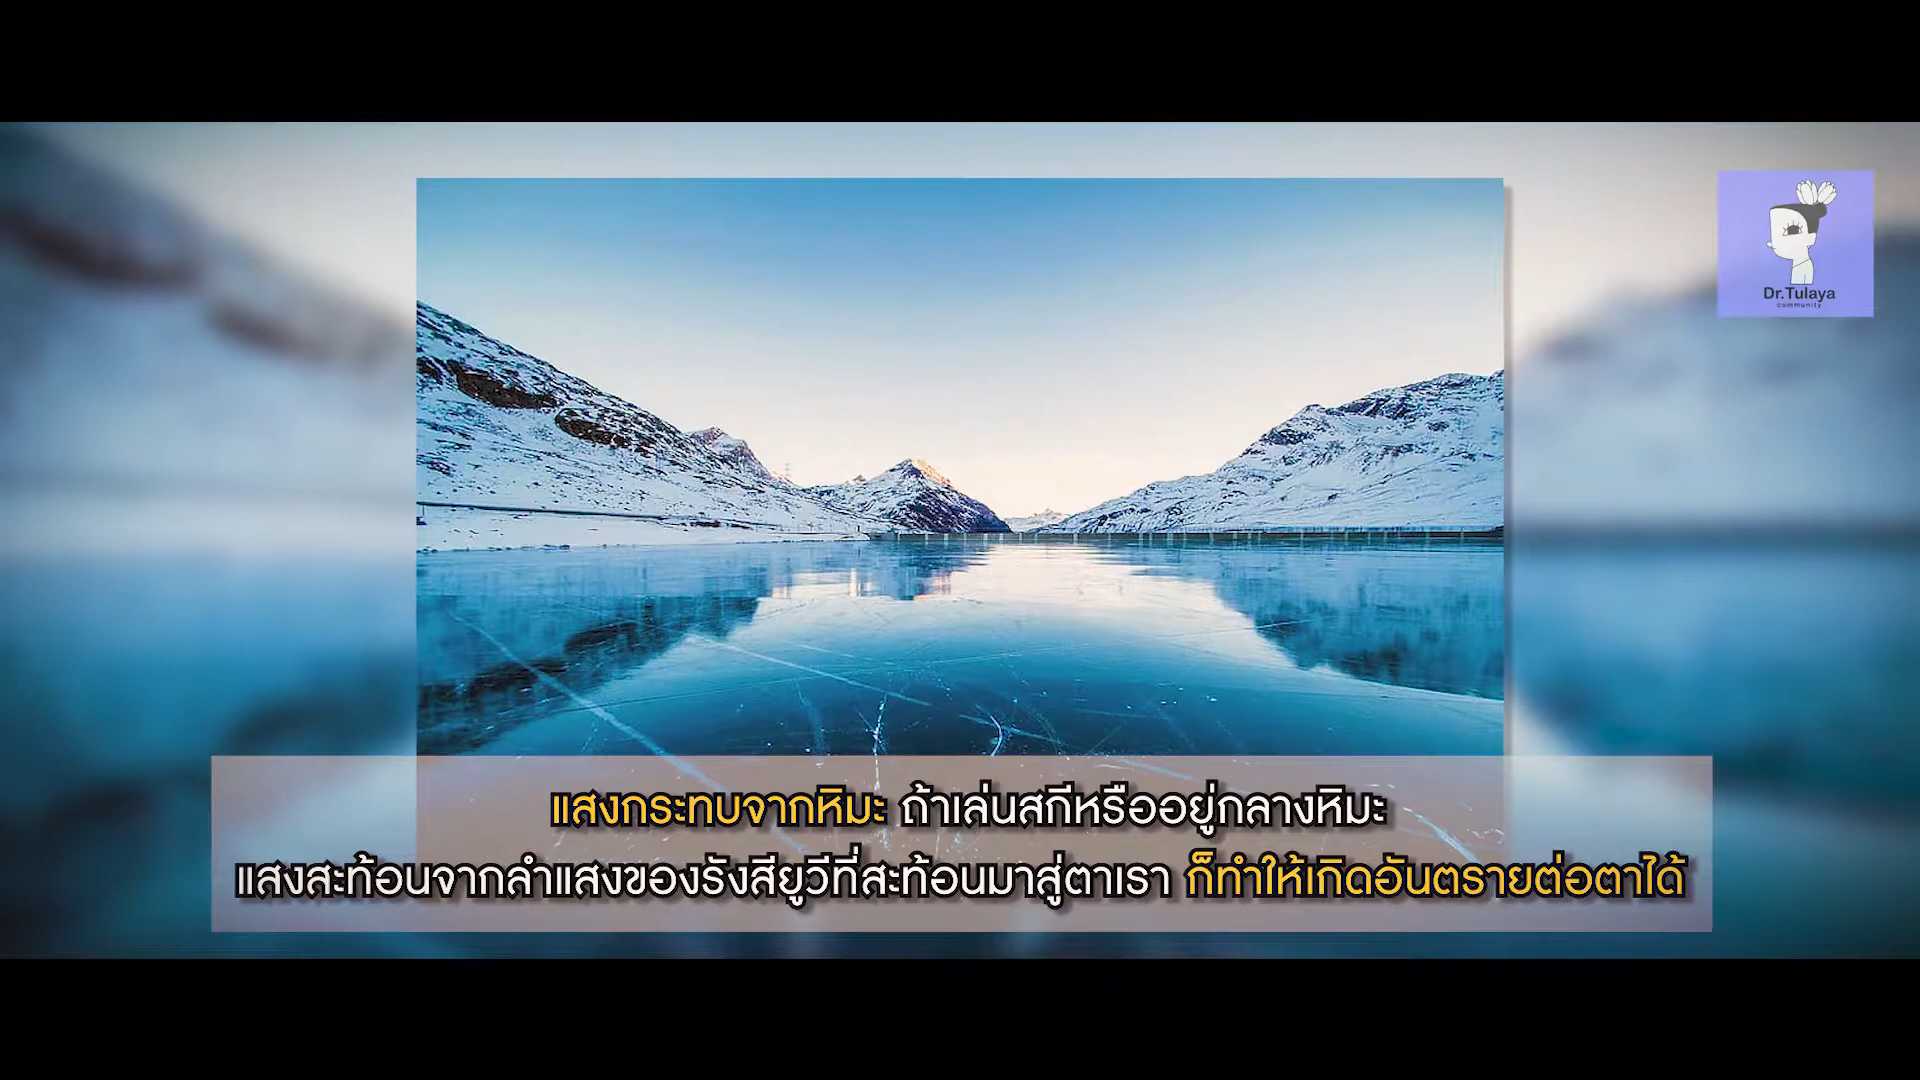 Dr.Tulaya
community
แสงกระทบจากหิมะ ถ้าเล่นสกีหรืออยู่กลางหิมะ
แสงสะท้อนจากลำแสงของรังสียูวีที่สะท้อนมาสู่ตาเรา ก็ทำให้เกิดอันตรายต่อตาได้